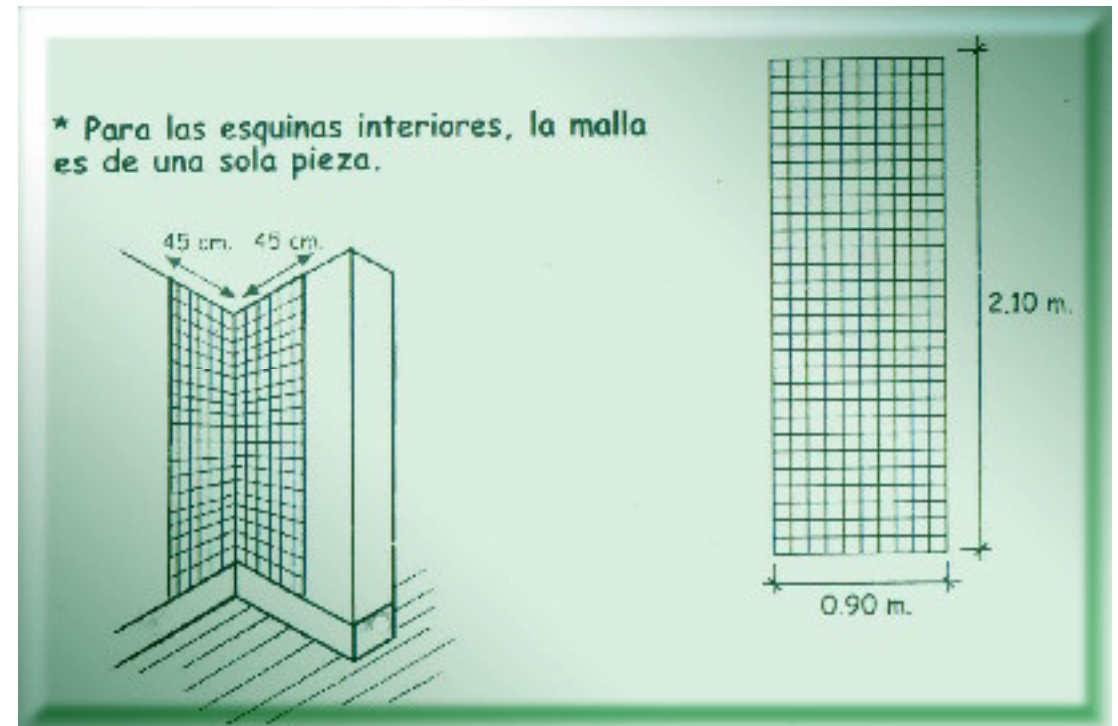 * Para las esquinas interiores, la malla
es de una sola pieza.
45 cm. 45 cm.
2.10 m.
0.90 m.